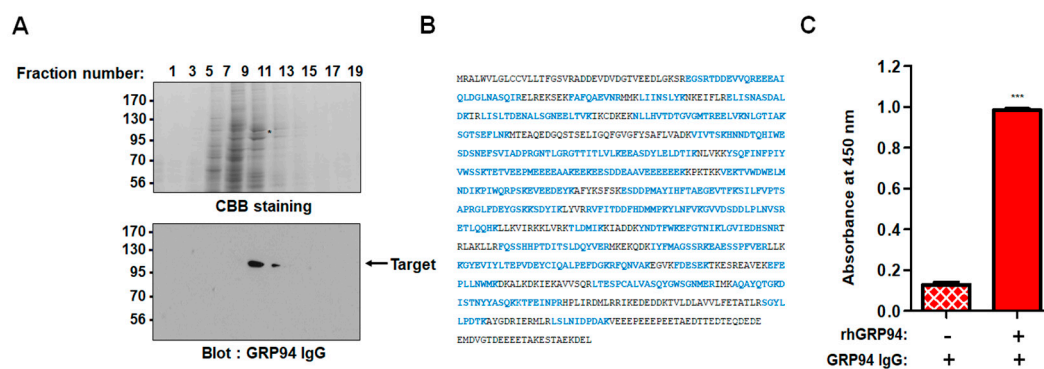 A
Fraction number: 1 3 5 7 9 11 13 15 17 19
170
130
95
70
56
*
CBB staining
170
130
95
70
56
Target
Blot : GRP94 IgG
B
MRALWVLGLCCVLLTFGSVRADDEVDVDGTVEEDLGKSREGSRTDDEVVQREEEAI
QLDGLNASQIRELREKSEKFAFQAEVNRMMKLIINSLYKNKEIFLRELISNASDAL
DKIRLISLTDENALSGNEELTVKIKCDKEKNLLHVTDTGVGMTREELVKNLGTIAK
SGTSEFLNKMTEAQEDGQSTSELIGQFGVGFYSAFLVADKVIVTSKHNNDTQHIWE
SDSNEFSVIADPRGNTLGRGTTITLVLKEEASDYLELDTIKNLVKKYSQFINFPIY
VWSSKTETVEEPMEEEEAAKEEKEESDDEAAVEEEEEEKKPKTKKVEKTVWDWELM
NDIKPIWQRPSKEVEEDEYKAFYKSFSKESDDPMAYIHFTAEGEVTFKSILFVPTS
APRGLFDEYGSKKSDYIKLYVRRVFITDDFHDMMPKYLNFVKGVVDSDDLPLNVSR
ETLQQHKLLKVIRKKLVRKTLDMIKKIADDKYNDTFWKEFGTNIKLGVIEDHSNRT
RLAKLLRFQSSHHPTDITSLDQYVERMKEKQDKIYFMAGSSRKEAESSPFVERLLK
KGYEVIYLTEPVDEYCIQALPEFDGKRFQNVAKEGVKFDESEKTKESREAVEKEFE
PLLNWMKDKALKDKIEKAVVSQRLTESPCALVASQYGWSGNMERIMKAQAYQTGKD
ISTNYYASQKKTFEINPRHPLIRDMLRRIKEDEDDKTVLDLAVVLFETATLRSGYL
LPDTKAYGDRIERMLRLSLNIDPDAKVEEEPEEEPEETAEDTTEDTEQDEDE
EMDVGTDEEEETAKESTAEKDEL
C
Absorbance at 450 nm
1.2
1.0
0.8
0.6
0.4
0.2
0.0
***
rhGRP94: - +
GRP94 IgG: + +